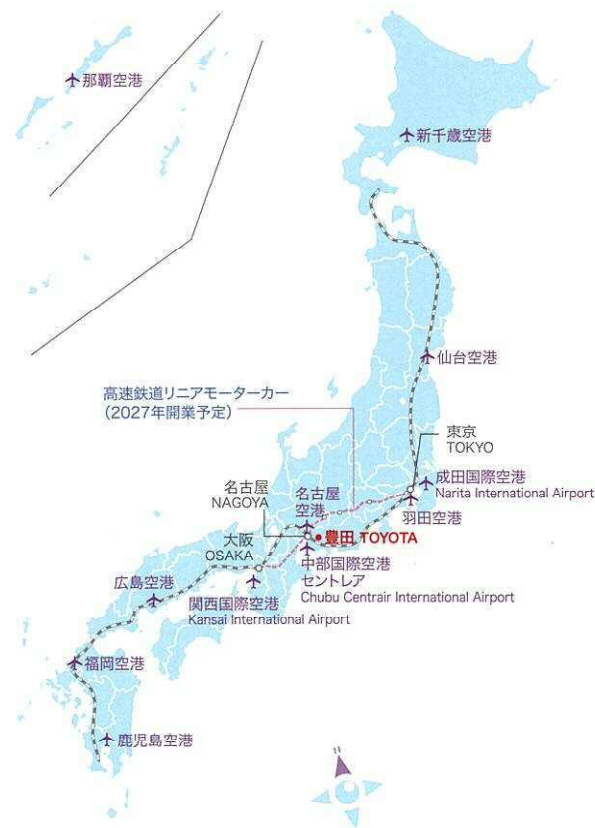 那覇空港
新千歳空港
仙台空港
高速鉄道リニアモーターカー
(2027年開業予定)
東京
TOKYO
成田国際空港
Narita International Airport
羽田空港
名古屋
NAGOYA
名古屋
空港
豊田 TOYOTA
大阪
OSAKA
中部国際空港
セントレア
Chubu Centrair International Airport
広島空港
関西国際空港
Kansai International Airport
福岡空港
鹿児島空港
N